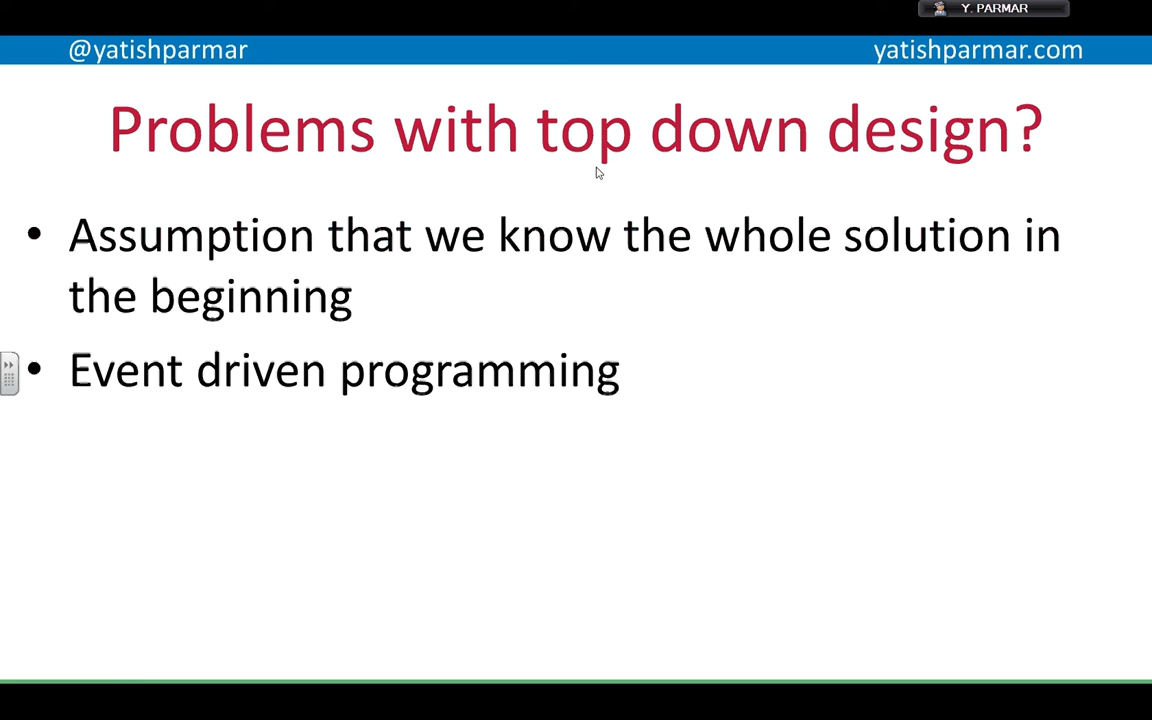 Y. PARMAR
@yatishparmar yatishparmar.com
Problems with top down design?
• Assumption that we know the whole solution in
the beginning
• Event driven programming